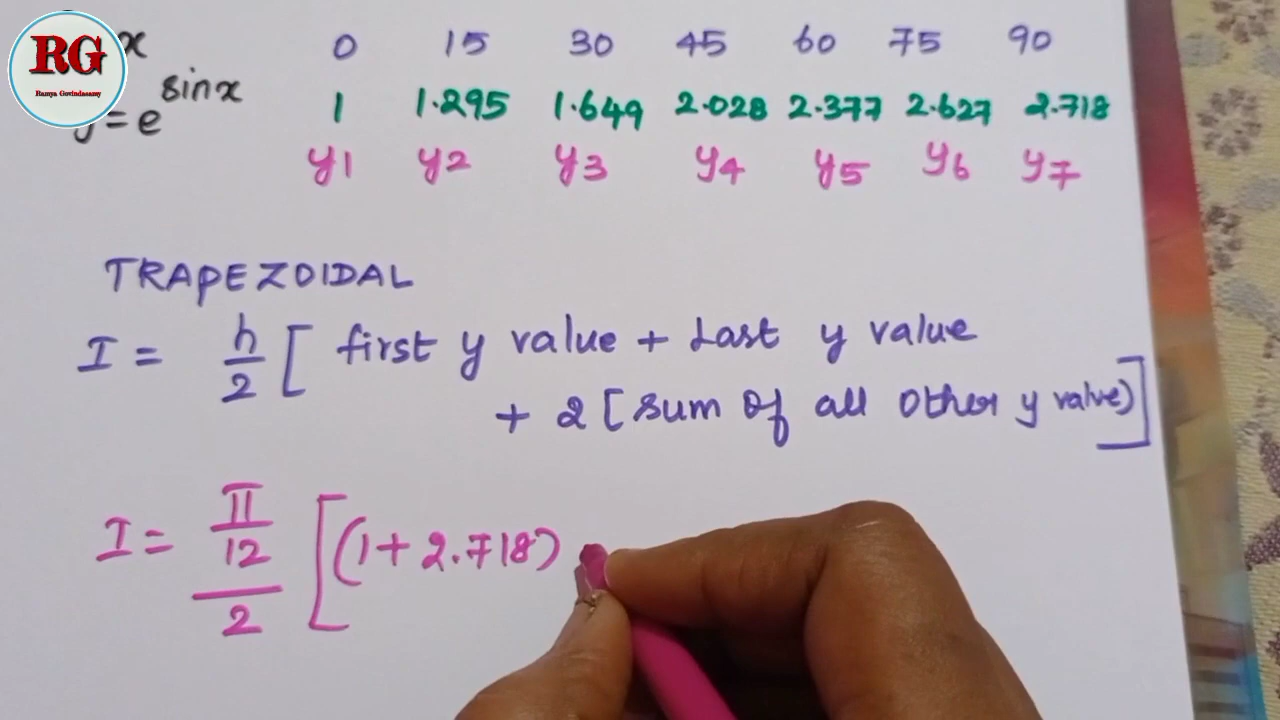 RG
Ramya Govindasamy
x 0 15 30 45 60 75 90
y = e^sinx 1 1.295 1.649 2.028 2.377 2.627 2.718
y1 y2 y3 y4 y5 y6 y7
TRAPEZOIDAL
I = h/2 [ first y value + Last y value
+ 2 [sum of all other y value)]
I = π/12/2 [(1+2.718)